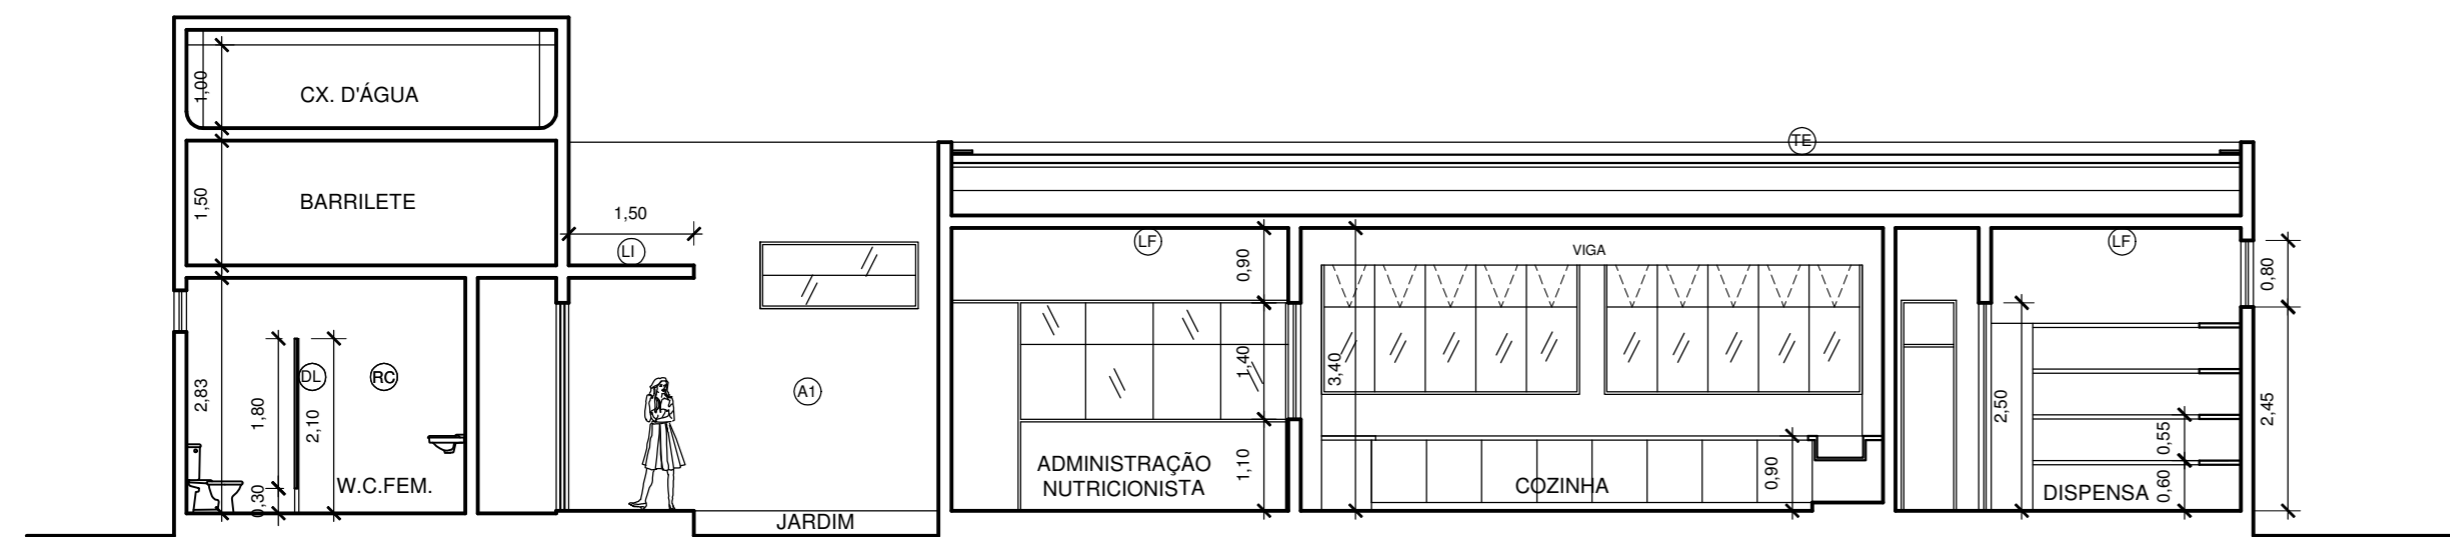 1,00
CX. D'ÁGUA
TE
1,50
BARRILETE
1,50
LI
LF
LF
VIGA
0,90
0,80
2,83
1,80
DL
2,10
RC
A1
1,40
3,40
2,50
2,45
0,55
W.C.FEM.
0,30
ADMINISTRAÇÃO
NUTRICIONISTA
1,10
COZINHA
0,90
DISPENSA
0,60
JARDIM